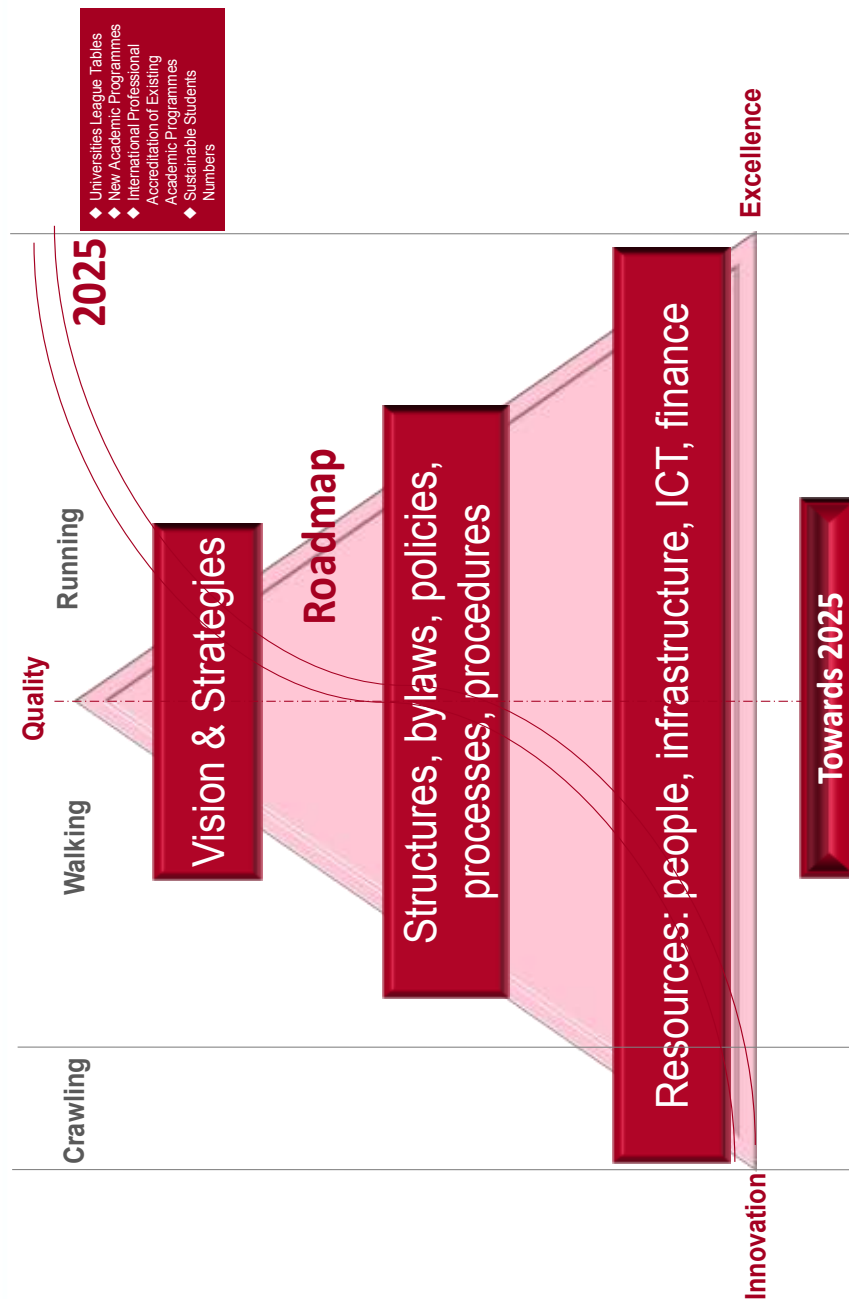 Quality
Crawling
Walking
Running
2025
◆ Universities League Tables
◆ New Academic Programmes
◆ International Professional
Accreditation of Existing
Academic Programmes
◆ Sustainable Students
Numbers
Vision & Strategies
Roadmap
Structures, bylaws, policies,
processes, procedures
Resources: people, infrastructure, ICT, finance
Innovation
Excellence
Towards 2025